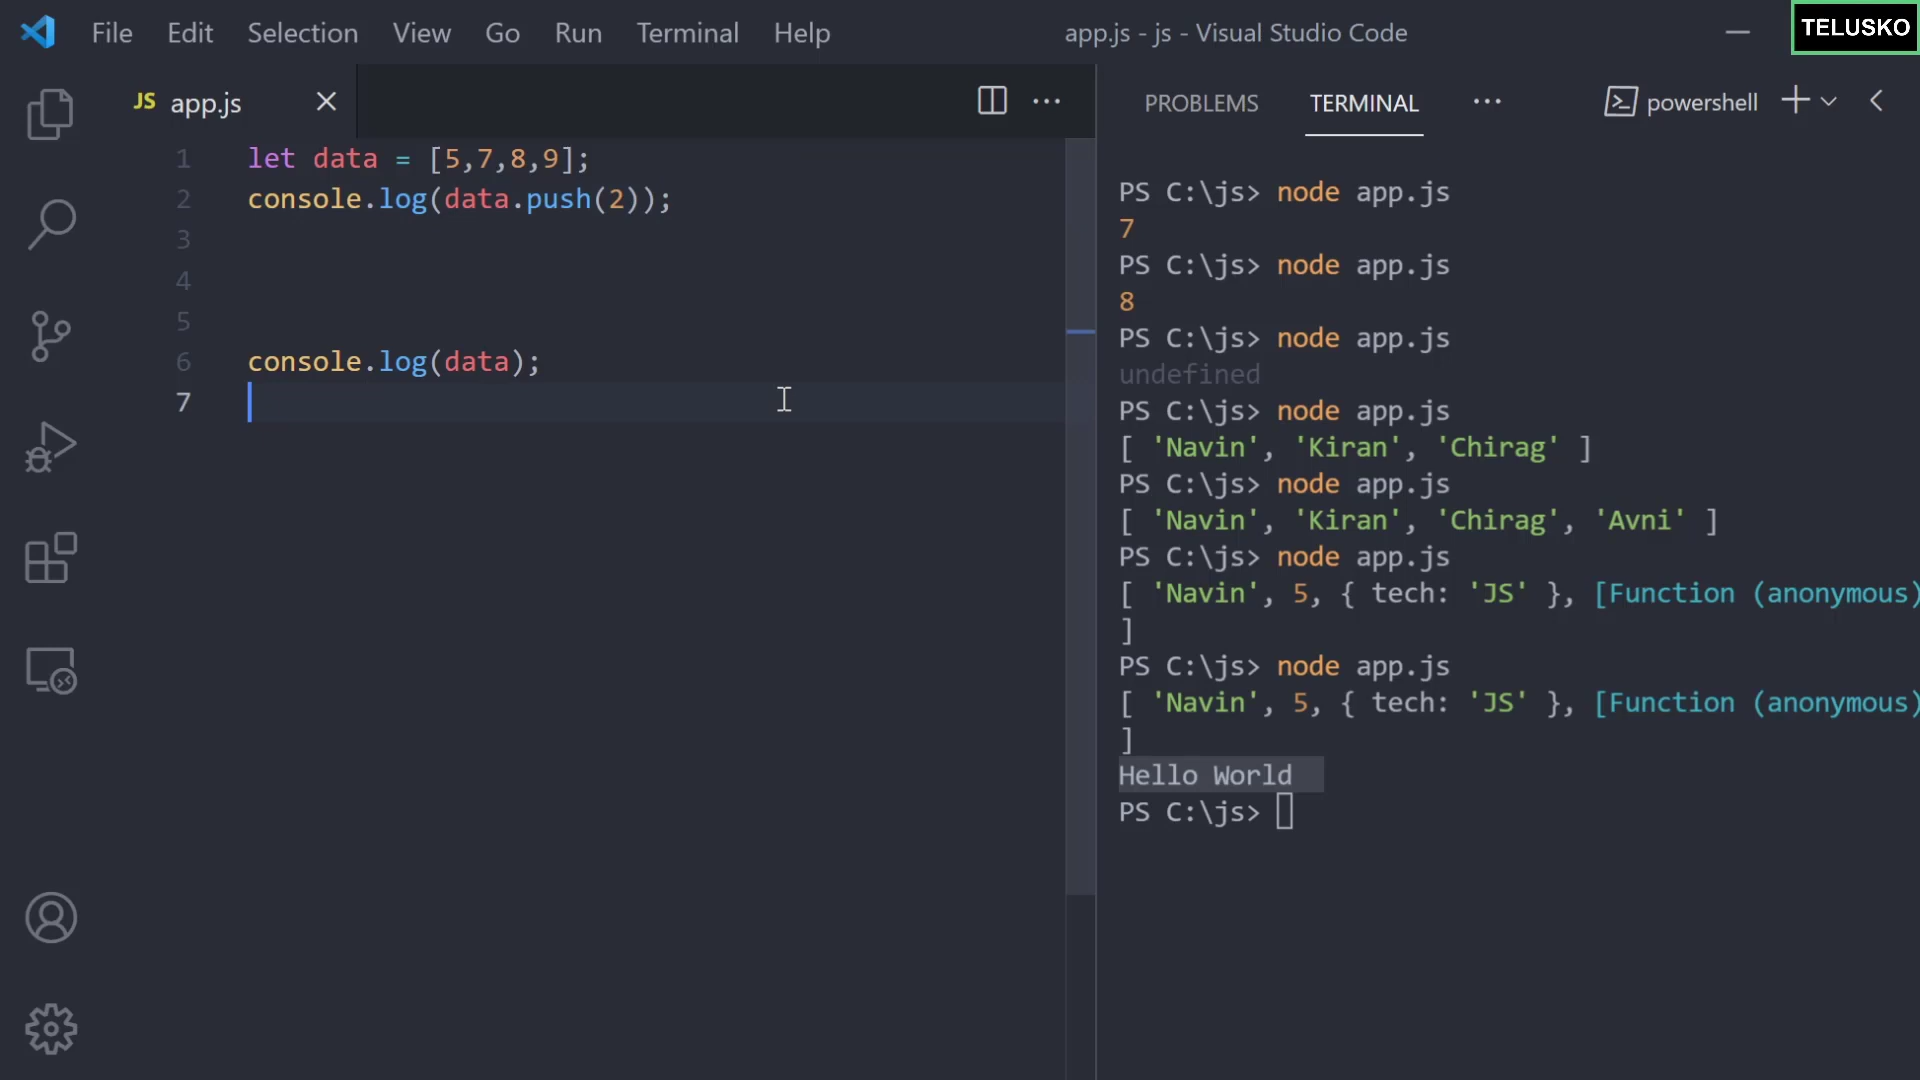 File Edit Selection View Go Run Terminal Help app.js - js - Visual Studio Code TELUSKO
JS app.js
1 let data = [5,7,8,9];
2 console.log(data.push(2));
3
4
5
6 console.log(data);
7
PROBLEMS TERMINAL powershell
PS C:\js> node app.js
7
PS C:\js> node app.js
8
PS C:\js> node app.js
undefined
PS C:\js> node app.js
[ 'Navin', 'Kiran', 'Chirag' ]
PS C:\js> node app.js
[ 'Navin', 'Kiran', 'Chirag', 'Avni' ]
PS C:\js> node app.js
[ 'Navin', 5, { tech: 'JS' }, [Function (anonymous)
]
PS C:\js> node app.js
[ 'Navin', 5, { tech: 'JS' }, [Function (anonymous)
]
Hello World
PS C:\js>